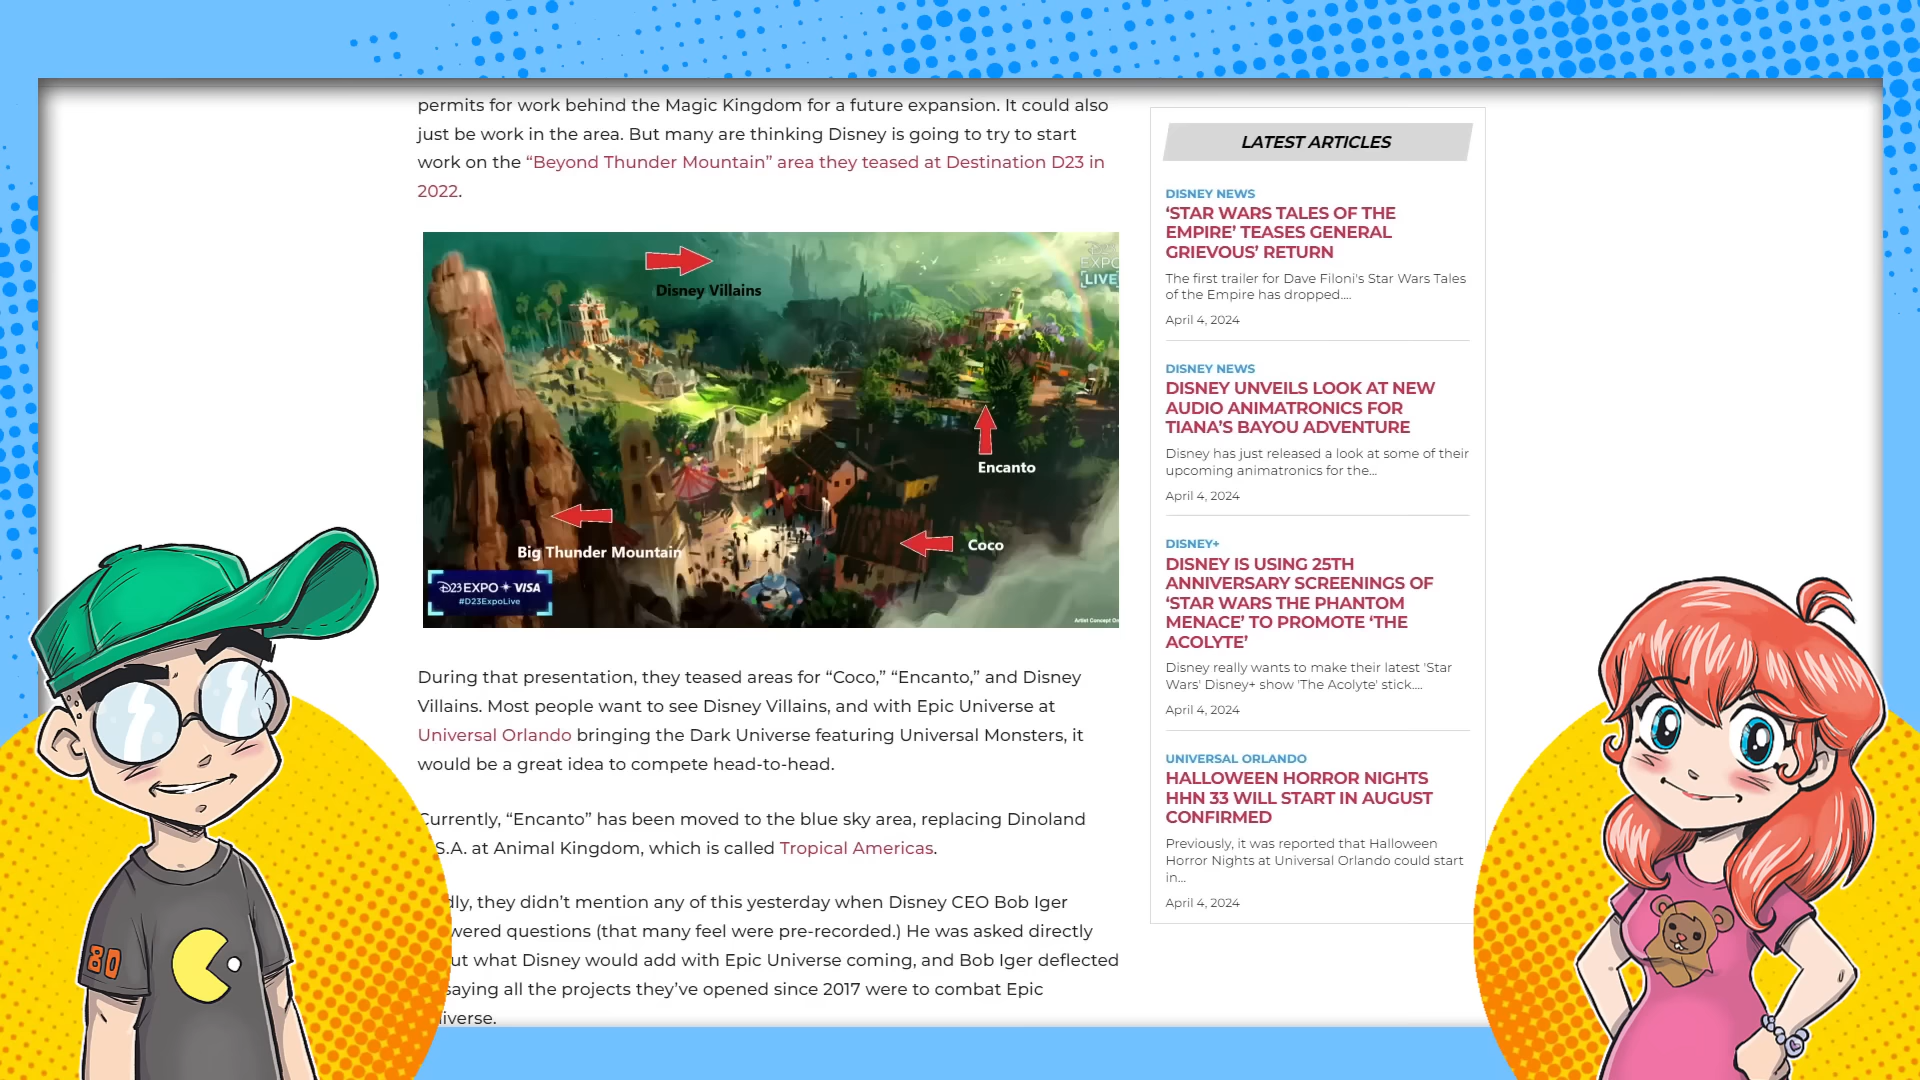 permits for work behind the Magic Kingdom for a future expansion. It could also
just be work in the area. But many are thinking Disney is going to try to start
work on the “Beyond Thunder Mountain” area they teased at Destination D23 in
2022.
Disney Villains
EXPO
LIVE
Encanto
Coco
Big Thunder Mountain
D23 EXPO + VISA
#D23ExpoLive
Artist Concept On
During that presentation, they teased areas for “Coco,” “Encanto,” and Disney
Villains. Most people want to see Disney Villains, and with Epic Universe at
Universal Orlando bringing the Dark Universe featuring Universal Monsters, it
would be a great idea to compete head-to-head.
Currently, “Encanto” has been moved to the blue sky area, replacing Dinoland
S.A. at Animal Kingdom, which is called Tropical Americas.
dly, they didn’t mention any of this yesterday when Disney CEO Bob Iger
wered questions (that many feel were pre-recorded.) He was asked directly
ut what Disney would add with Epic Universe coming, and Bob Iger deflected
saying all the projects they’ve opened since 2017 were to combat Epic
iverse.
LATEST ARTICLES
DISNEY NEWS
‘STAR WARS TALES OF THE
EMPIRE’ TEASES GENERAL
GRIEVOUS’ RETURN
The first trailer for Dave Filoni's Star Wars Tales
of the Empire has dropped....
April 4, 2024
DISNEY NEWS
DISNEY UNVEILS LOOK AT NEW
AUDIO ANIMATRONICS FOR
TIANA’S BAYOU ADVENTURE
Disney has just released a look at some of their
upcoming animatronics for the...
April 4, 2024
DISNEY+
DISNEY IS USING 25TH
ANNIVERSARY SCREENINGS OF
‘STAR WARS THE PHANTOM
MENACE’ TO PROMOTE ‘THE
ACOLYTE’
Disney really wants to make their latest 'Star
Wars' Disney+ show 'The Acolyte' stick....
April 4, 2024
UNIVERSAL ORLANDO
HALLOWEEN HORROR NIGHTS
HHN 33 WILL START IN AUGUST
CONFIRMED
Previously, it was reported that Halloween
Horror Nights at Universal Orlando could start
in...
April 4, 2024
80